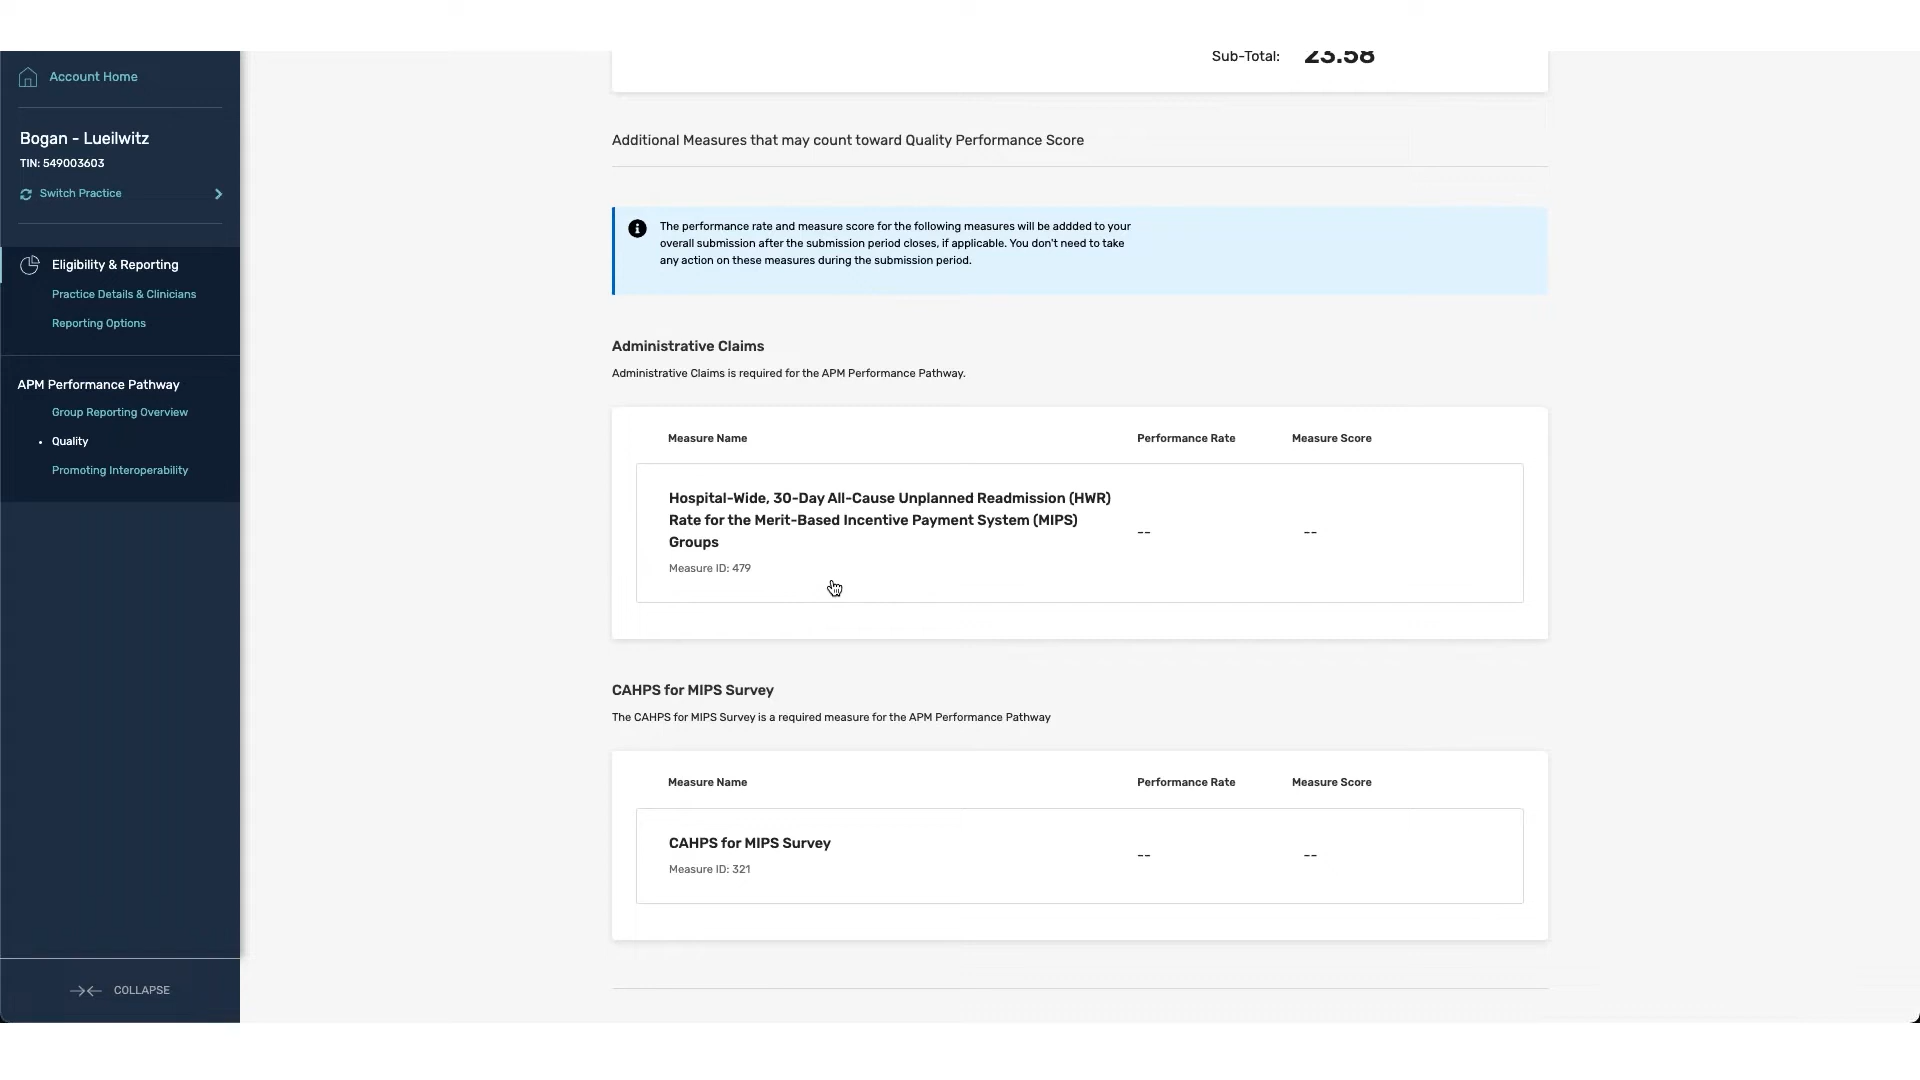 Account Home
Bogan - Lueilwitz
TIN: 549003603
Switch Practice
Eligibility & Reporting
Practice Details & Clinicians
Reporting Options
APM Performance Pathway
Group Reporting Overview
Quality
Promoting Interoperability
COLLAPSE
Sub-Total: 23.58
Additional Measures that may count toward Quality Performance Score
The performance rate and measure score for the following measures will be addded to your
overall submission after the submission period closes, if applicable. You don't need to take
any action on these measures during the submission period.
Administrative Claims
Administrative Claims is required for the APM Performance Pathway.
Measure Name Performance Rate Measure Score
Hospital-Wide, 30-Day All-Cause Unplanned Readmission (HWR)
Rate for the Merit-Based Incentive Payment System (MIPS)
Groups
-- --
Measure ID: 479
CAHPS for MIPS Survey
The CAHPS for MIPS Survey is a required measure for the APM Performance Pathway
Measure Name Performance Rate Measure Score
CAHPS for MIPS Survey
-- --
Measure ID: 321